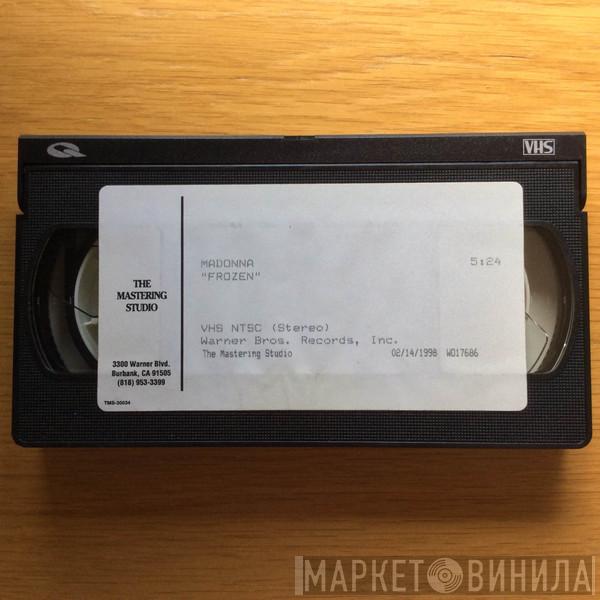 VHS
MADONNA 5:24
"FROZEN"
THE
MASTERING
STUDIO
VHS NTSC (Stereo)
Warner Bros. Records, Inc.
The Mastering Studio 02/14/1998 WO17686
3300 Warner Blvd.
Burbank, CA 91505
(818) 953-3399
TMS-30034
МАРКЕТ ВИНИЛА